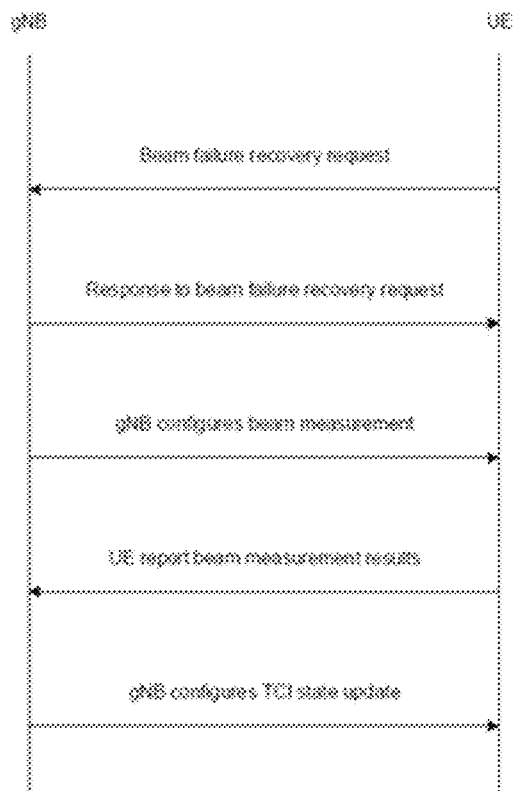 gNB
UE
Beam failure recovery request
Response to beam failure recovery request
gNB configures beam measurement
UE report beam measurement results
gNB configures TCI state update